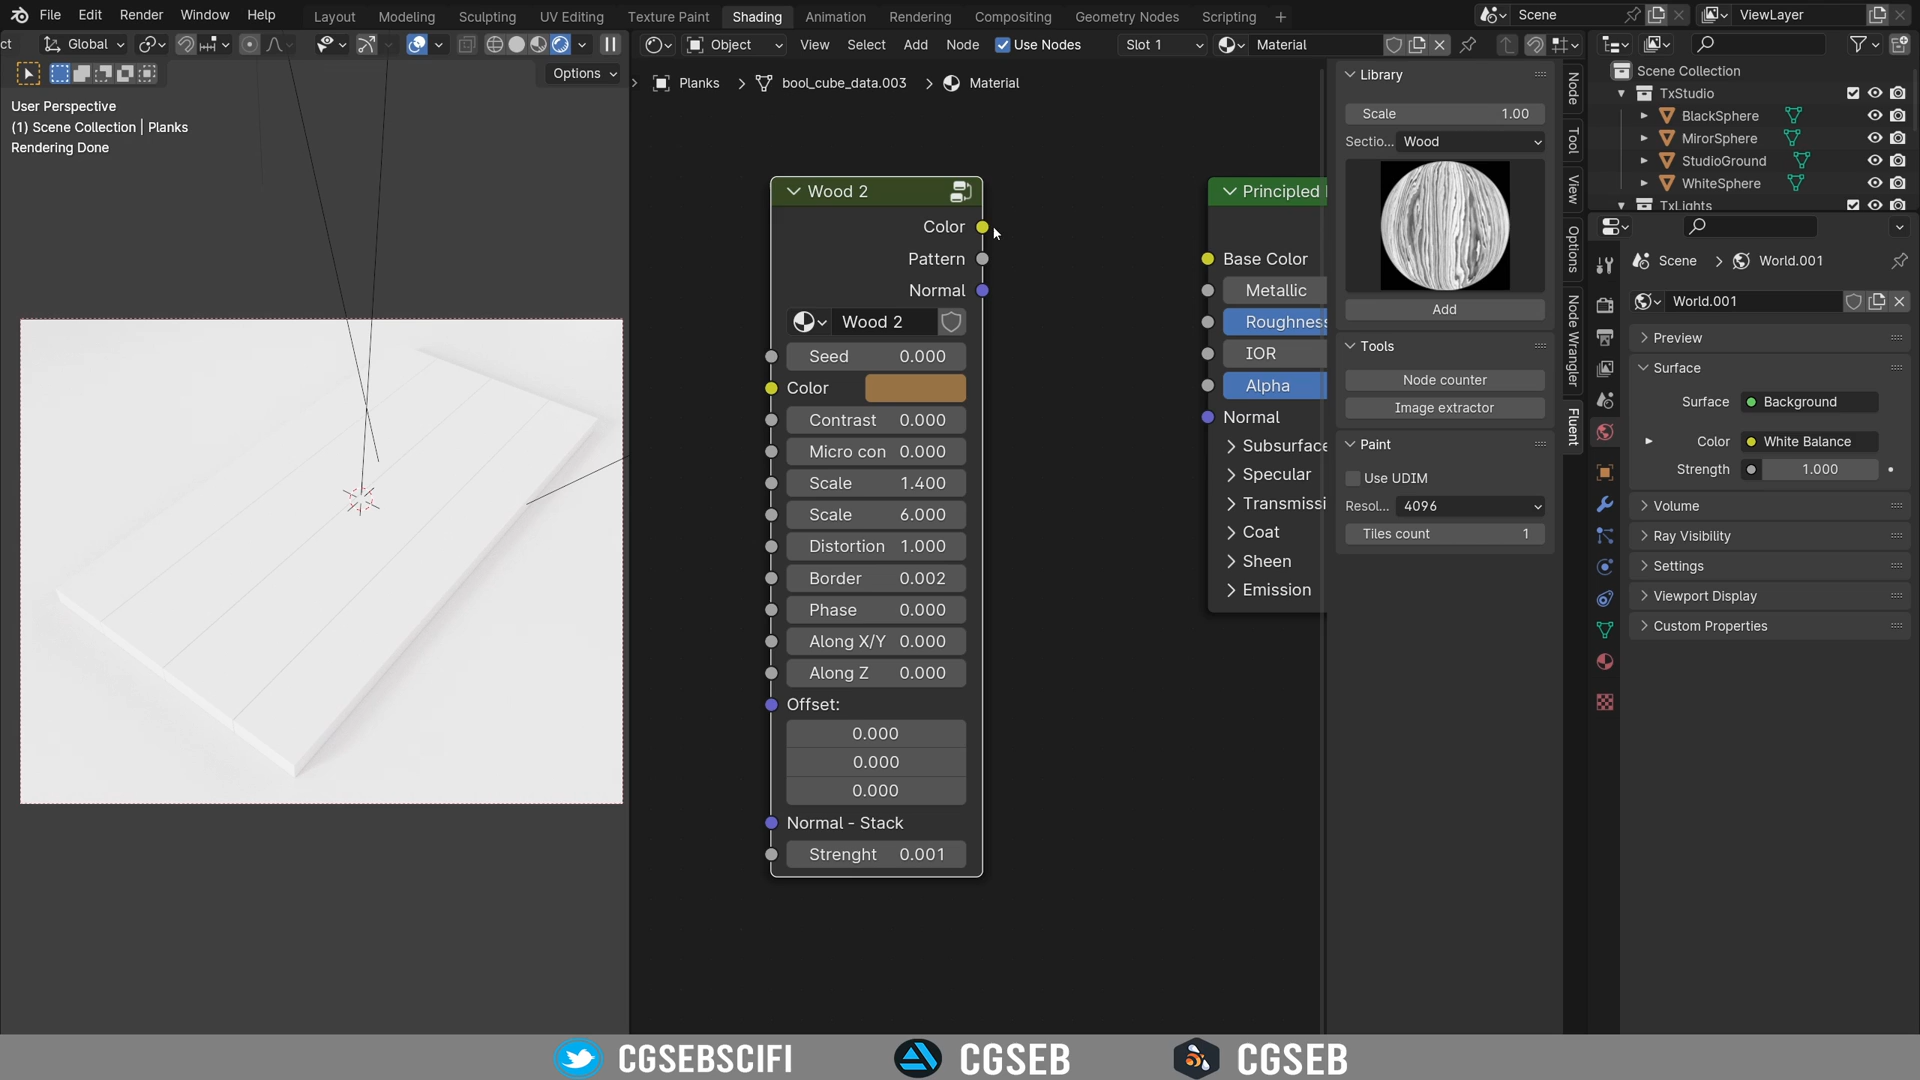 File Edit Render Window Help Layout Modeling Sculpting UV Editing Texture Paint Shading Animation Rendering Compositing Geometry Nodes Scripting + Scene ViewLayer
ct Global Object View Select Add Node Use Nodes Slot 1 Material
Options
User Perspective
(1) Scene Collection | Planks
Rendering Done
Planks > bool_cube_data.003 > Material
Wood 2
Color
Pattern
Normal
Wood 2
Seed 0.000
Color
Contrast 0.000
Micro con 0.000
Scale 1.400
Scale 6.000
Distortion 1.000
Border 0.002
Phase 0.000
Along X/Y 0.000
Along Z 0.000
Offset:
0.000
0.000
0.000
Normal - Stack
Strenght 0.001
Principled
Base Color
Metallic
Roughness
IOR
Alpha
Normal
Subsurface
Specular
Transmissi
Coat
Sheen
Emission
Library
Scale 1.00
Sectio... Wood
Add
Tools
Node counter
Image extractor
Paint
Use UDIM
Resol... 4096
Tiles count 1
Node
Tool
View
Options
Node Wrangler
Fluent
Scene Collection
TxStudio
BlackSphere
MirorSphere
StudioGround
WhiteSphere
TxLights
Scene > World.001
World.001
Preview
Surface
Surface Background
Color White Balance
Strength 1.000
Volume
Ray Visibility
Settings
Viewport Display
Custom Properties
CGSEBSCIFI CGSEB CGSEB